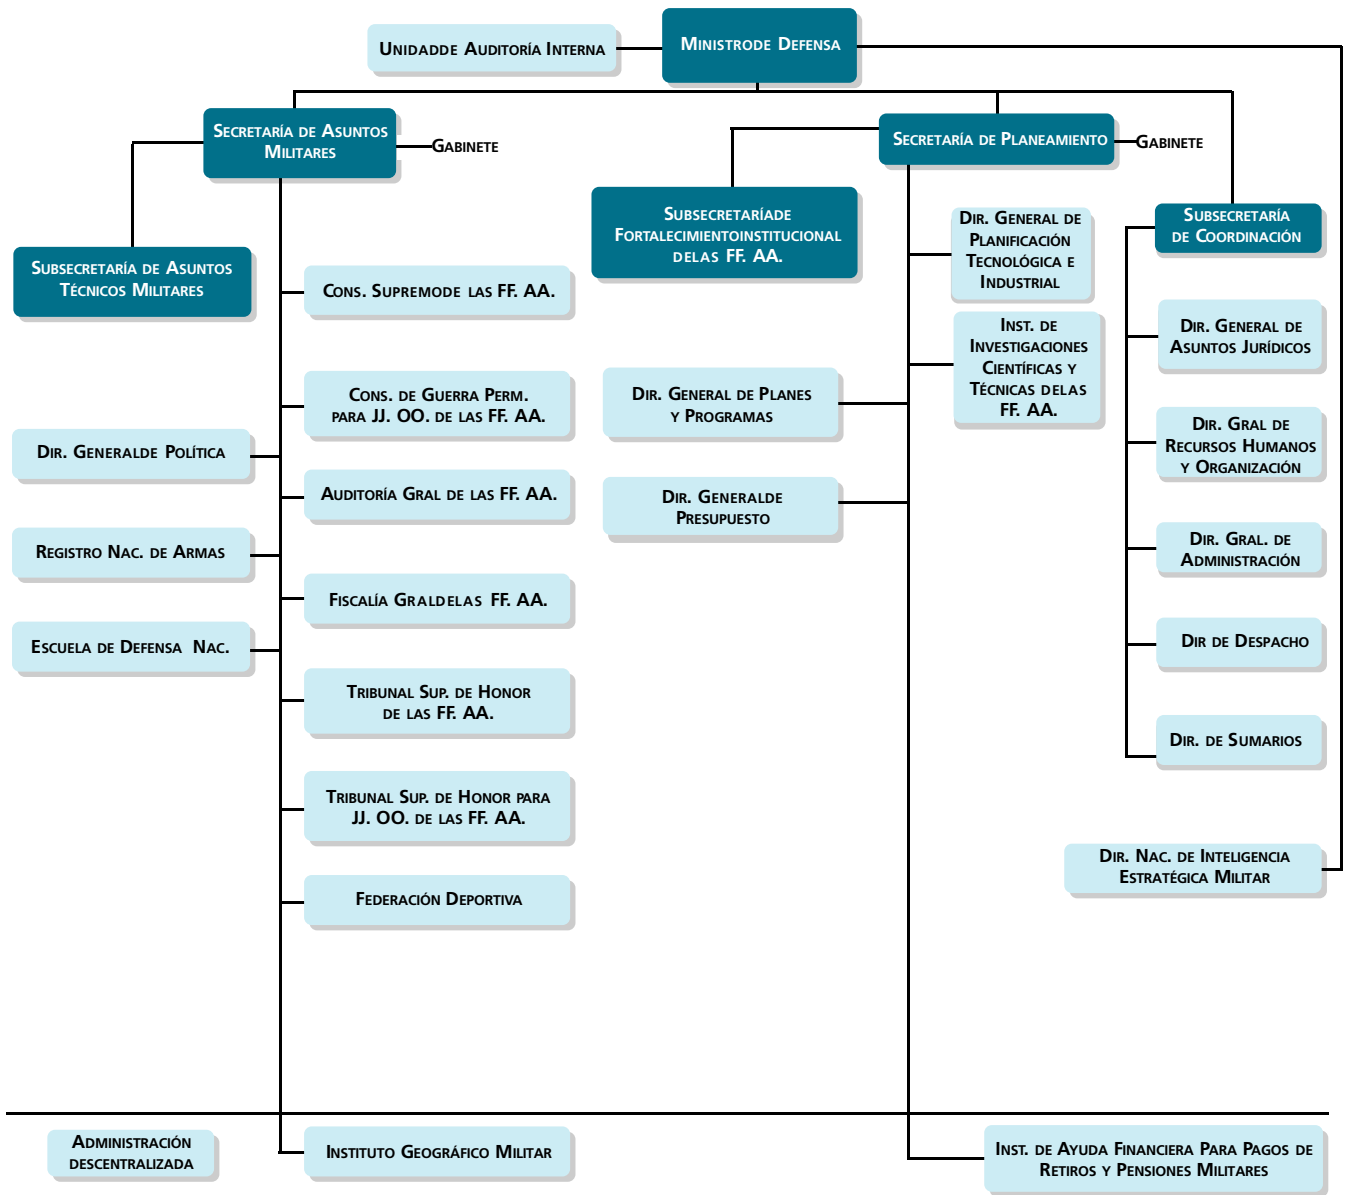 Unidadde Auditoría Interna
Ministrode Defensa
Secretaría de Asuntos
Militares
Gabinete
Secretaría de Planeamiento
Gabinete
Subsecretaría de Asuntos
Técnicos Militares
Subsecretaríade
Fortalecimientoinstitucional
delas FF. AA.
Dir. General de
Planificación
Tecnológica e
Industrial
Subsecretaría
de Coordinación
Cons. Supremode las FF. AA.
Cons. de Guerra Perm.
para JJ. OO. de las FF. AA.
Dir. Generalde Política
Auditoría Gral de las FF. AA.
Registro Nac. de Armas
Fiscalía Graldelas FF. AA.
Escuela de Defensa Nac.
Tribunal Sup. de Honor
de las FF. AA.
Tribunal Sup. de Honor para
JJ. OO. de las FF. AA.
Federación Deportiva
Inst. de
Investigaciones
Científicas y
Técnicas delas
FF. AA.
Dir. General de Planes
y Programas
Dir. Generalde
Presupuesto
Dir. General de
Asuntos Jurídicos
Dir. Gral de
Recursos Humanos
y Organización
Dir. Gral. de
Administración
Dir de Despacho
Dir. de Sumarios
Dir. Nac. de Inteligencia
Estratégica Militar
Administración
descentralizada
Instituto Geográfico Militar
Inst. de Ayuda Financiera Para Pagos de
Retiros y Pensiones Militares